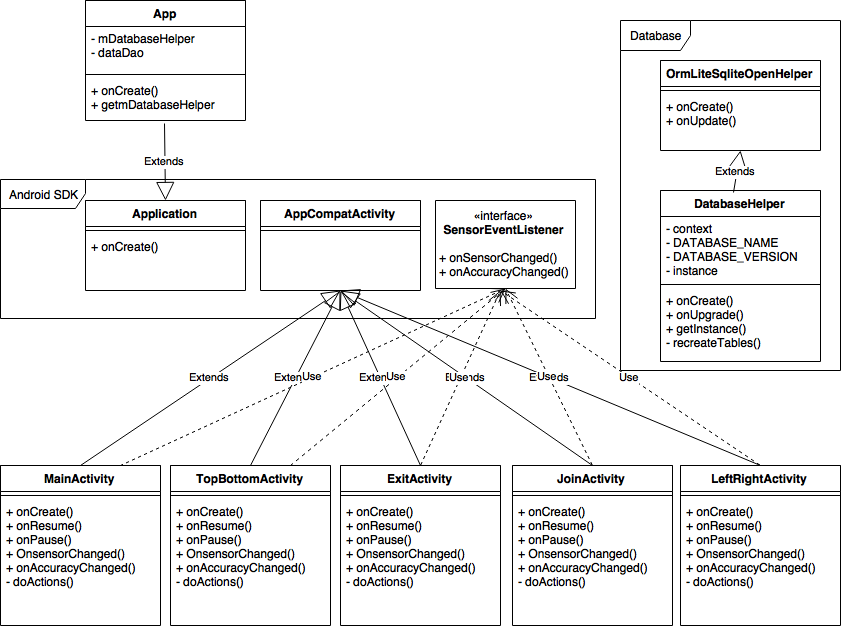 App
- mDatabaseHelper
- dataDao
+ onCreate()
+ getmDatabaseHelper
Extends
Database
OrmLiteSqliteOpenHelper
+ onCreate()
+ onUpdate()
Extends
DatabaseHelper
- context
- DATABASE_NAME
- DATABASE_VERSION
- instance
+ onCreate()
+ onUpgrade()
+ getInstance()
- recreateTables()
Android SDK
Application
+ onCreate()
AppCompatActivity
«interface»
SensorEventListener
+ onSensorChanged()
+ onAccuracyChanged()
Extends
Use
Use
Use
Use
Use
MainActivity
+ onCreate()
+ onResume()
+ onPause()
+ OnsensorChanged()
+ onAccuracyChanged()
- doActions()
TopBottomActivity
+ onCreate()
+ onResume()
+ onPause()
+ OnsensorChanged()
+ onAccuracyChanged()
- doActions()
ExitActivity
+ onCreate()
+ onResume()
+ onPause()
+ OnsensorChanged()
+ onAccuracyChanged()
- doActions()
JoinActivity
+ onCreate()
+ onResume()
+ onPause()
+ OnsensorChanged()
+ onAccuracyChanged()
- doActions()
LeftRightActivity
+ onCreate()
+ onResume()
+ onPause()
+ OnsensorChanged()
+ onAccuracyChanged()
- doActions()